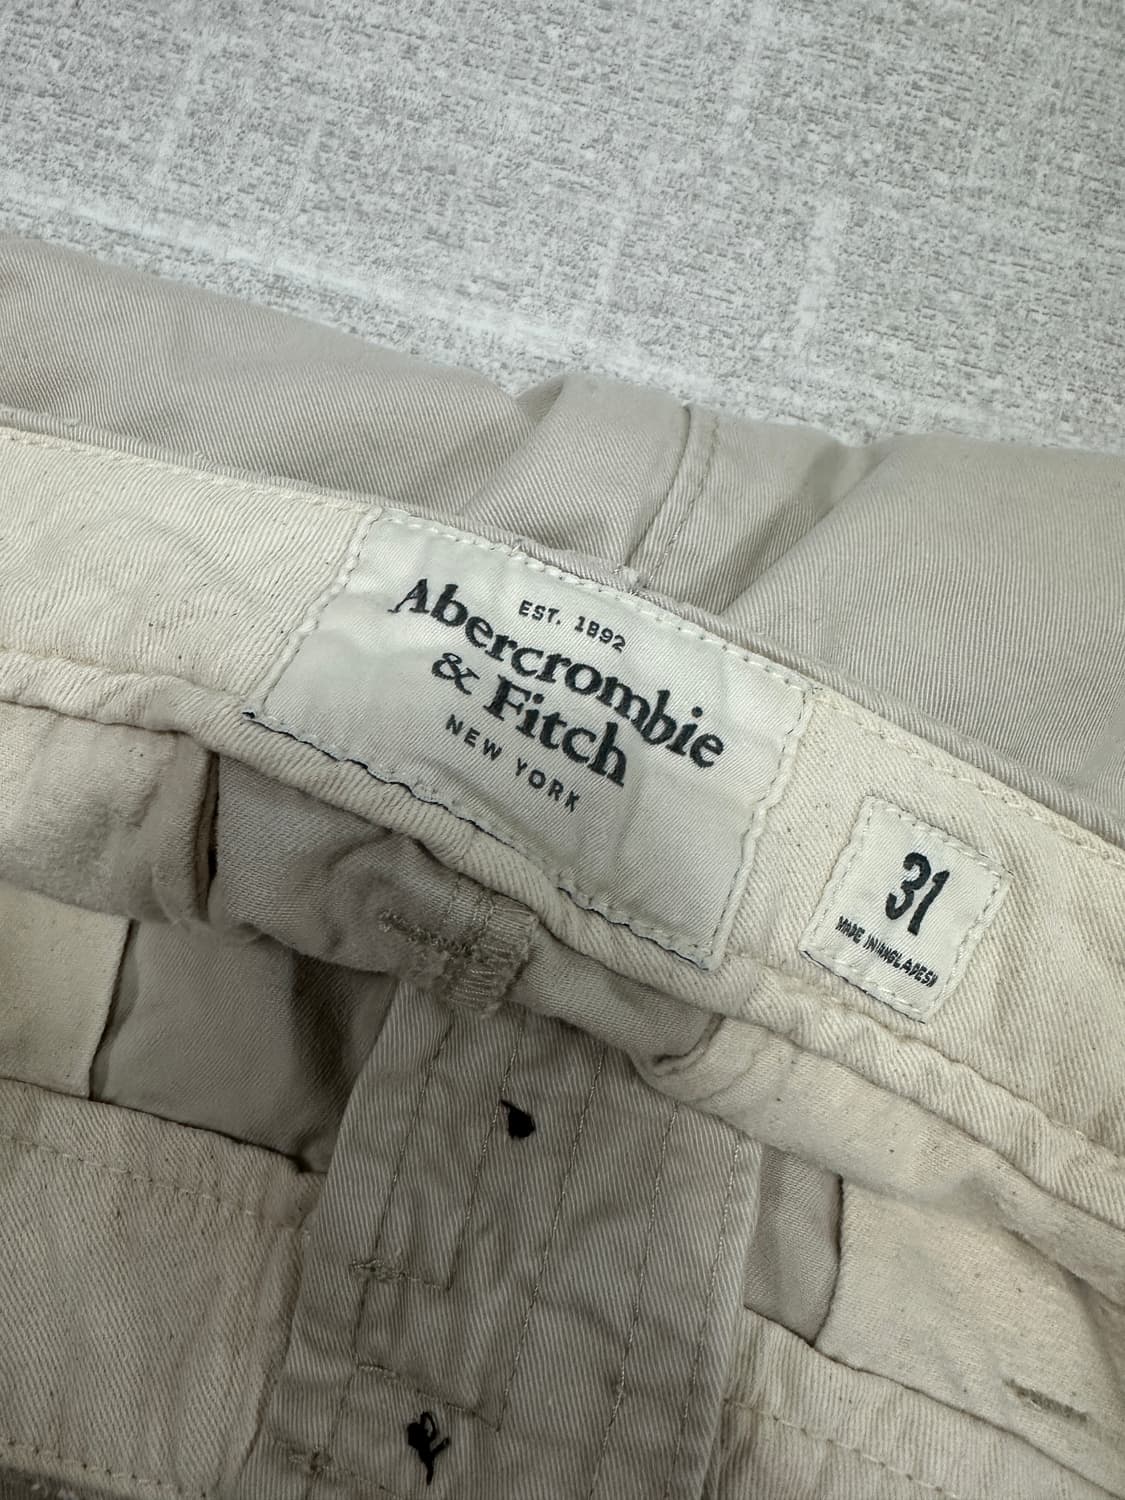 EST. 1892
Abercrombie
& Fitch
NEW YORK
31
MADE IN BANGLADESH